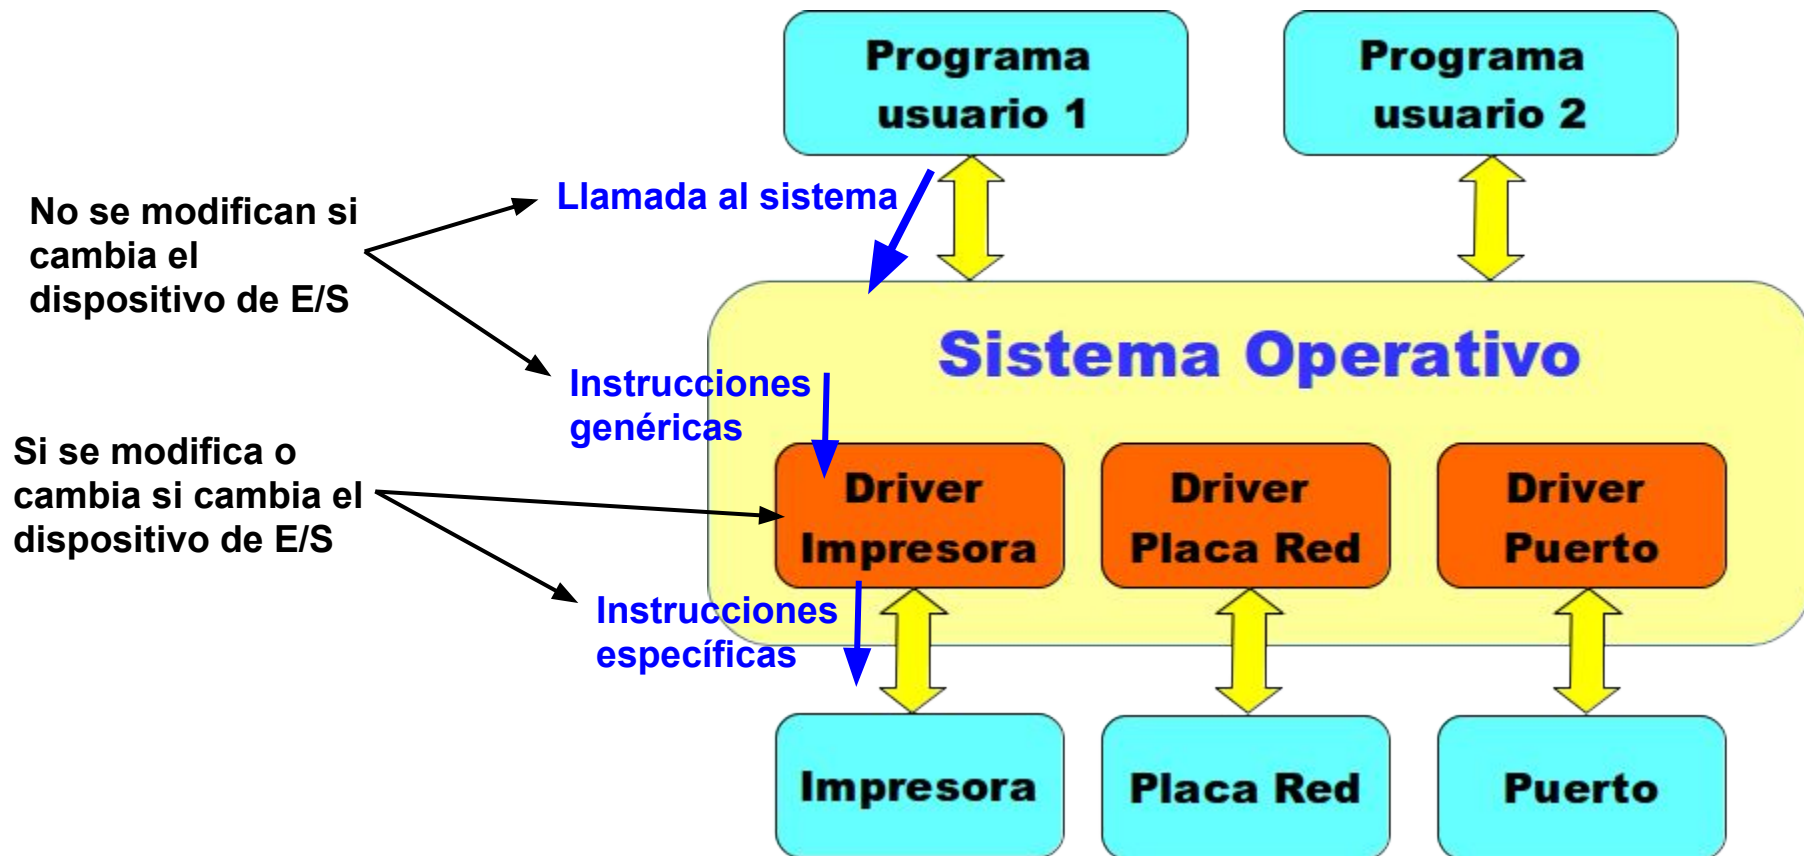 Programa
usuario 1
Programa
usuario 2
Llamada al sistema
No se modifican si
cambia el
dispositivo de E/S
Sistema Operativo
Instrucciones
genéricas
Si se modifica o
cambia si cambia el
dispositivo de E/S
Driver
Impresora
Driver
Placa Red
Driver
Puerto
Instrucciones
específicas
Impresora
Placa Red
Puerto